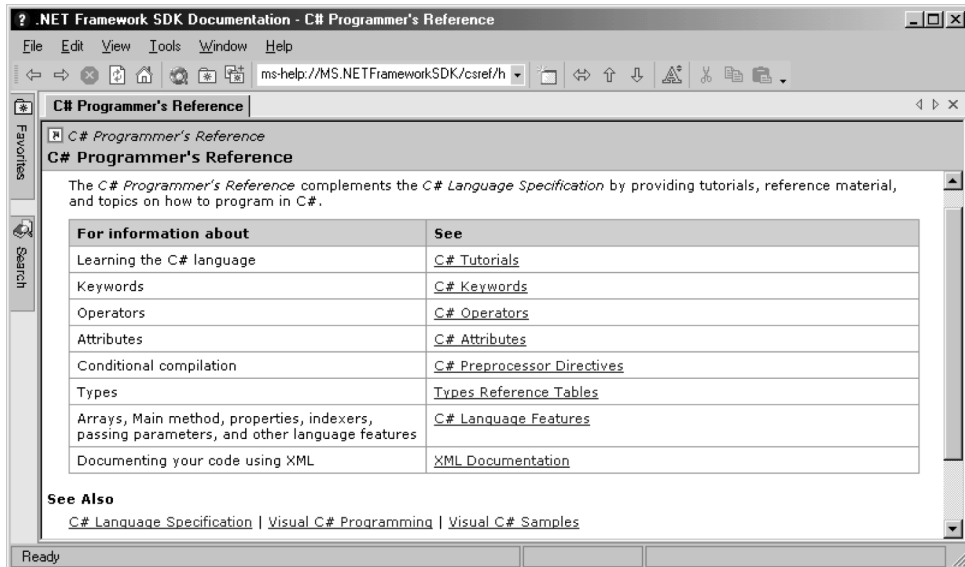 .NET Framework SDK Documentation - C# Programmer's Reference
File Edit View Tools Window Help
ms-help://MS.NETFrameworkSDK/csref/h
Favorites
Search
C# Programmer's Reference
C# Programmer's Reference
C# Programmer's Reference
The C# Programmer's Reference complements the C# Language Specification by providing tutorials, reference material,
and topics on how to program in C#.
For information about See
Learning the C# language C# Tutorials
Keywords C# Keywords
Operators C# Operators
Attributes C# Attributes
Conditional compilation C# Preprocessor Directives
Types Types Reference Tables
Arrays, Main method, properties, indexers, C# Language Features
passing parameters, and other language features
Documenting your code using XML XML Documentation
See Also
C# Language Specification | Visual C# Programming | Visual C# Samples
Ready